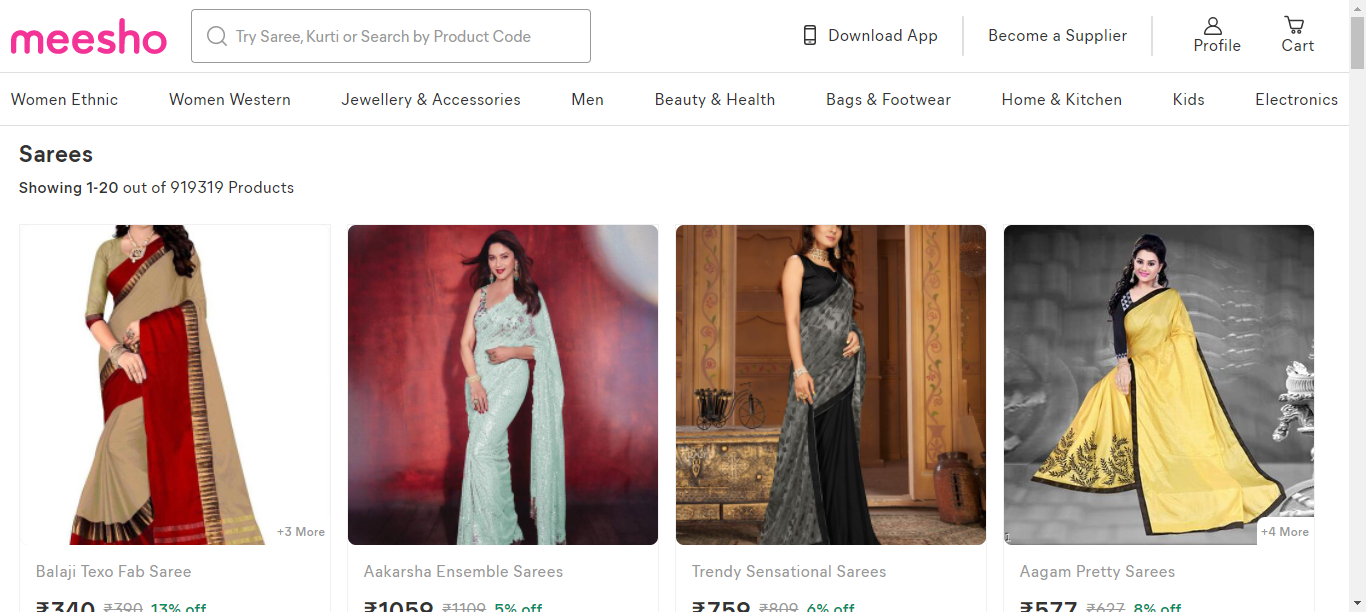 meesho
Try Saree, Kurti or Search by Product Code
Download App
Become a Supplier
Profile
Cart
Women Ethnic
Women Western
Jewellery & Accessories
Men
Beauty & Health
Bags & Footwear
Home & Kitchen
Kids
Electronics
Sarees
Showing 1-20 out of 919319 Products
+3 More
+4 More
Balaji Texo Fab Saree
₹340 ₹390 13% off
Aakarsha Ensemble Sarees
₹1059 ₹1109 5% off
Trendy Sensational Sarees
₹759 ₹809 6% off
Aagam Pretty Sarees
₹577 ₹627 8% off